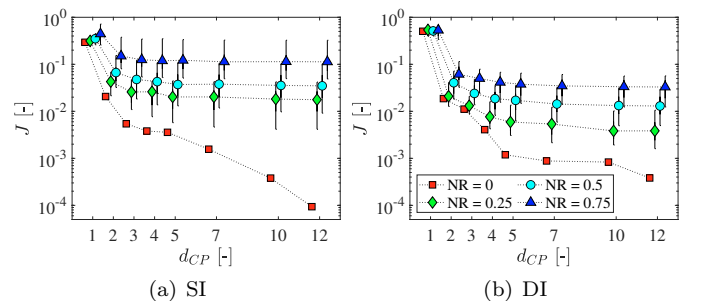 10^0
10^-1
10^-2
10^-3
10^-4
J [-]
1 2 3 4 5 7 10 12
d_CP [-]
(a) SI
10^0
10^-1
10^-2
10^-3
10^-4
J [-]
NR = 0
NR = 0.5
NR = 0.25
NR = 0.75
1 2 3 4 5 7 10 12
d_CP [-]
(b) DI